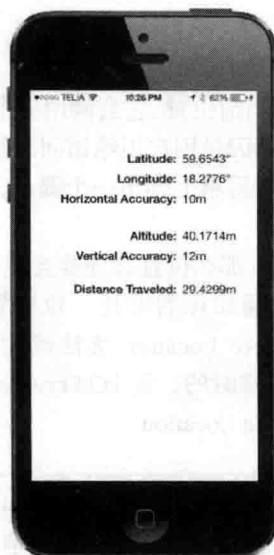 TELIA 10:26 PM 62%
Latitude: 59.6543°
Longitude: 18.2776°
Horizontal Accuracy: 10m
Altitude: 40.1714m
Vertical Accuracy: 12m
Distance Traveled: 29.4299m